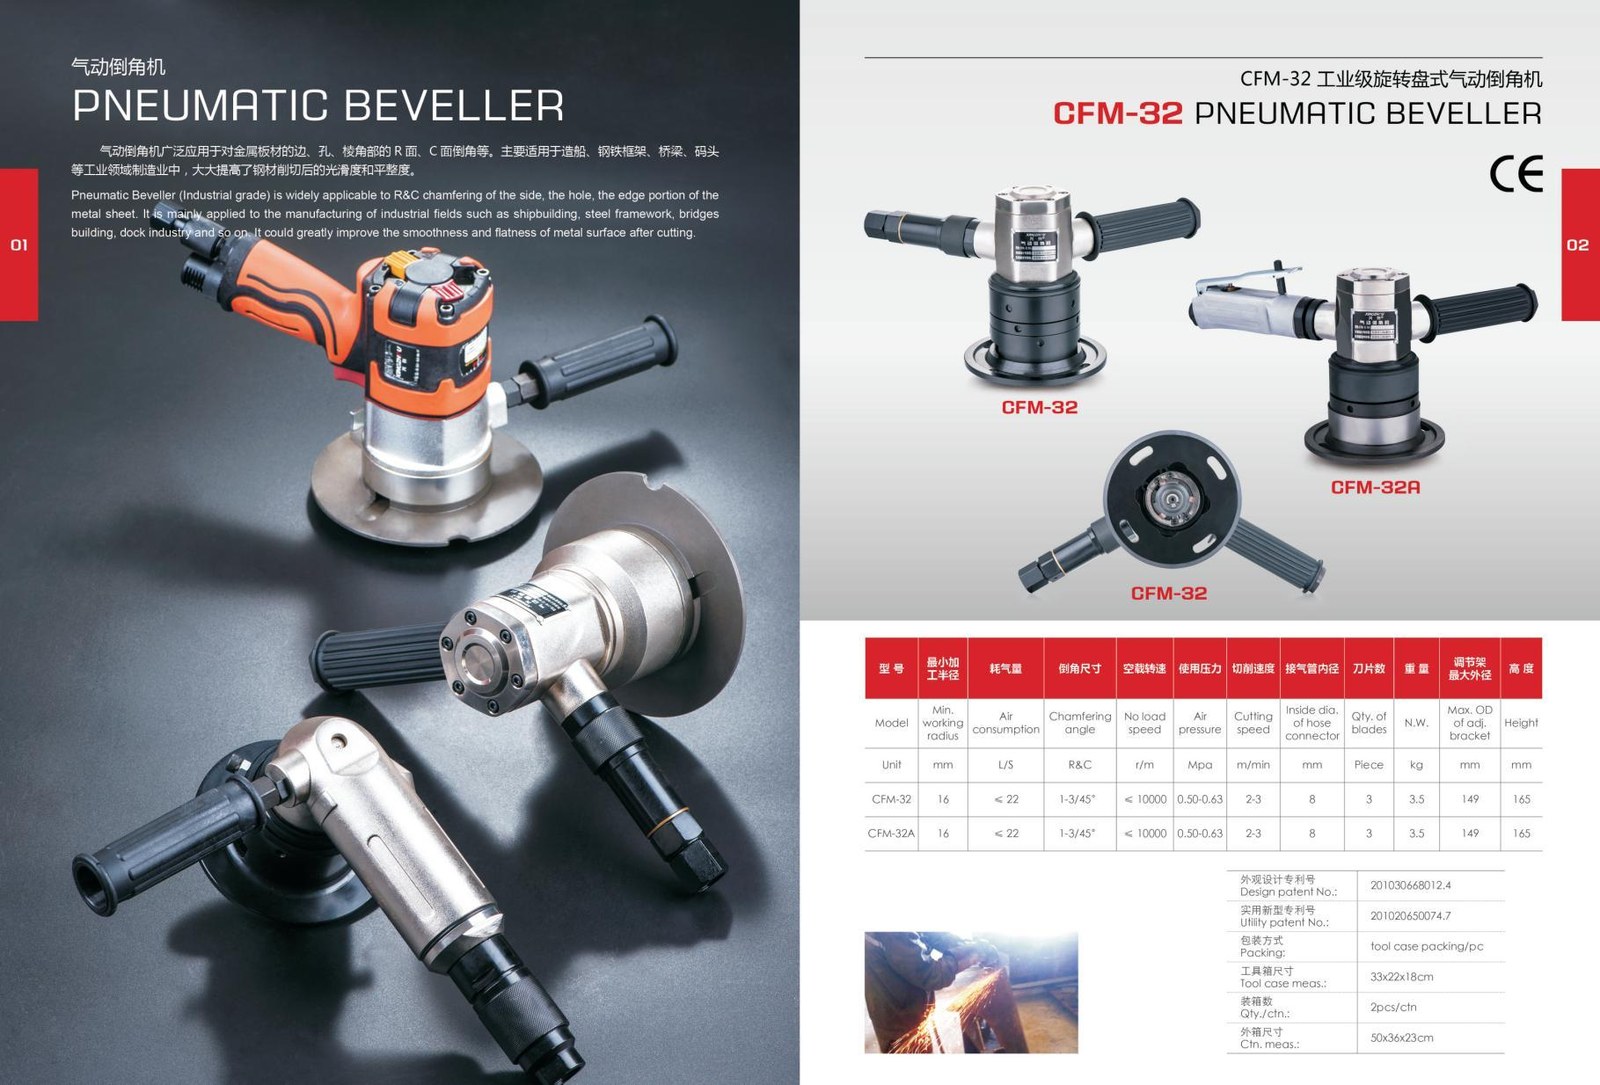 气动倒角机
PNEUMATIC BEVELLER
气动倒角机广泛应用于对金属板材的边、孔、棱角部的 R 面、C 面倒角等。主要适用于造船、钢铁框架、桥梁、码头
等工业领域制造业中，大大提高了钢材削切后的光滑度和平整度。
Pneumatic Beveller (Industrial grade) is widely applicable to R&C chamfering of the side, the hole, the edge portion of the
metal sheet. It is mainly applied to the manufacturing of industrial fields such as shipbuilding, steel framework, bridges
building, dock industry and so on. It could greatly improve the smoothness and flatness of metal surface after cutting.
01
CFM-32 工业级旋转盘式气动倒角机
CFM-32 PNEUMATIC BEVELLER
CE
02
CFM-32
CFM-32A
CFM-32
型 号 最小加工半径 耗气量 倒角尺寸 空载转速 使用压力 切削速度 接气管内径 刀片数 重 量 调节架最大外径 高 度
Model Min. working radius Air consumption Chamfering angle No load speed Air pressure Cutting speed Inside dia. of hose connector Qty. of blades N.W. Max. OD of adj. bracket Height
Unit mm L/S R&C r/m Mpa m/min mm Piece kg mm mm
CFM-32 16 ≤ 22 1-3/45° ≤ 10000 0.50-0.63 2-3 8 3 3.5 149 165
CFM-32A 16 ≤ 22 1-3/45° ≤ 10000 0.50-0.63 2-3 8 3 3.5 149 165
外观设计专利号
Design patent No.: 201030668012.4
实用新型专利号
Utility patent No.: 201020650074.7
包装方式
Packing: tool case packing/pc
工具箱尺寸
Tool case meas.: 33x22x18cm
装箱数
Qty./ctn.: 2pcs/ctn
外箱尺寸
Ctn. meas.: 50x36x23cm